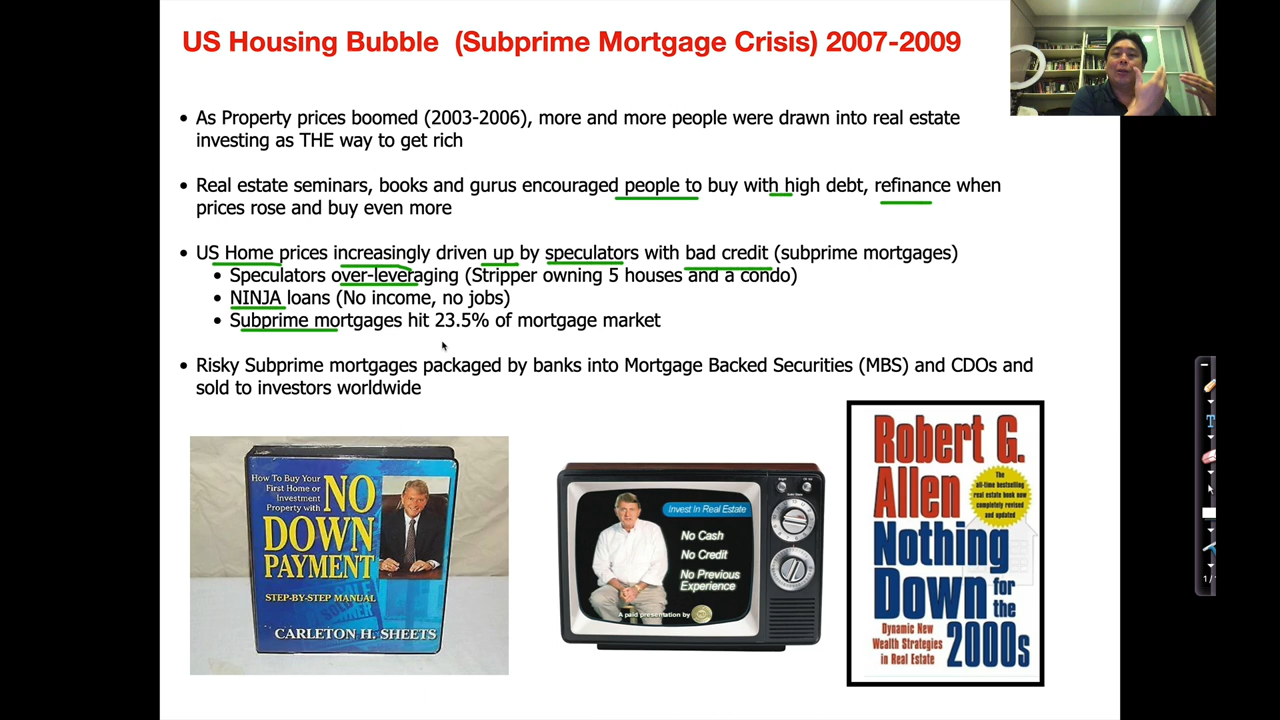 US Housing Bubble (Subprime Mortgage Crisis) 2007-2009
• As Property prices boomed (2003-2006), more and more people were drawn into real estate
investing as THE way to get rich
• Real estate seminars, books and gurus encouraged people to buy with high debt, refinance when
prices rose and buy even more
• US Home prices increasingly driven up by speculators with bad credit (subprime mortgages)
• Speculators over-leveraging (Stripper owning 5 houses and a condo)
• NINJA loans (No income, no jobs)
• Subprime mortgages hit 23.5% of mortgage market
• Risky Subprime mortgages packaged by banks into Mortgage Backed Securities (MBS) and CDOs and
sold to investors worldwide
How To Buy Your
First Home or
Investment
Property with
NO
DOWN
PAYMENT
STEP-BY-STEP MANUAL
CARLETON H. SHEETS
Invest In Real Estate
No Cash
No Credit
No Previous
Experience
A paid presentation by
Robert G.
Allen
The
all-time bestselling
real estate book now
completely revised
and updated
Nothing
Down for
the
2000s
Dynamic New
Wealth Strategies
in Real Estate
T
1/